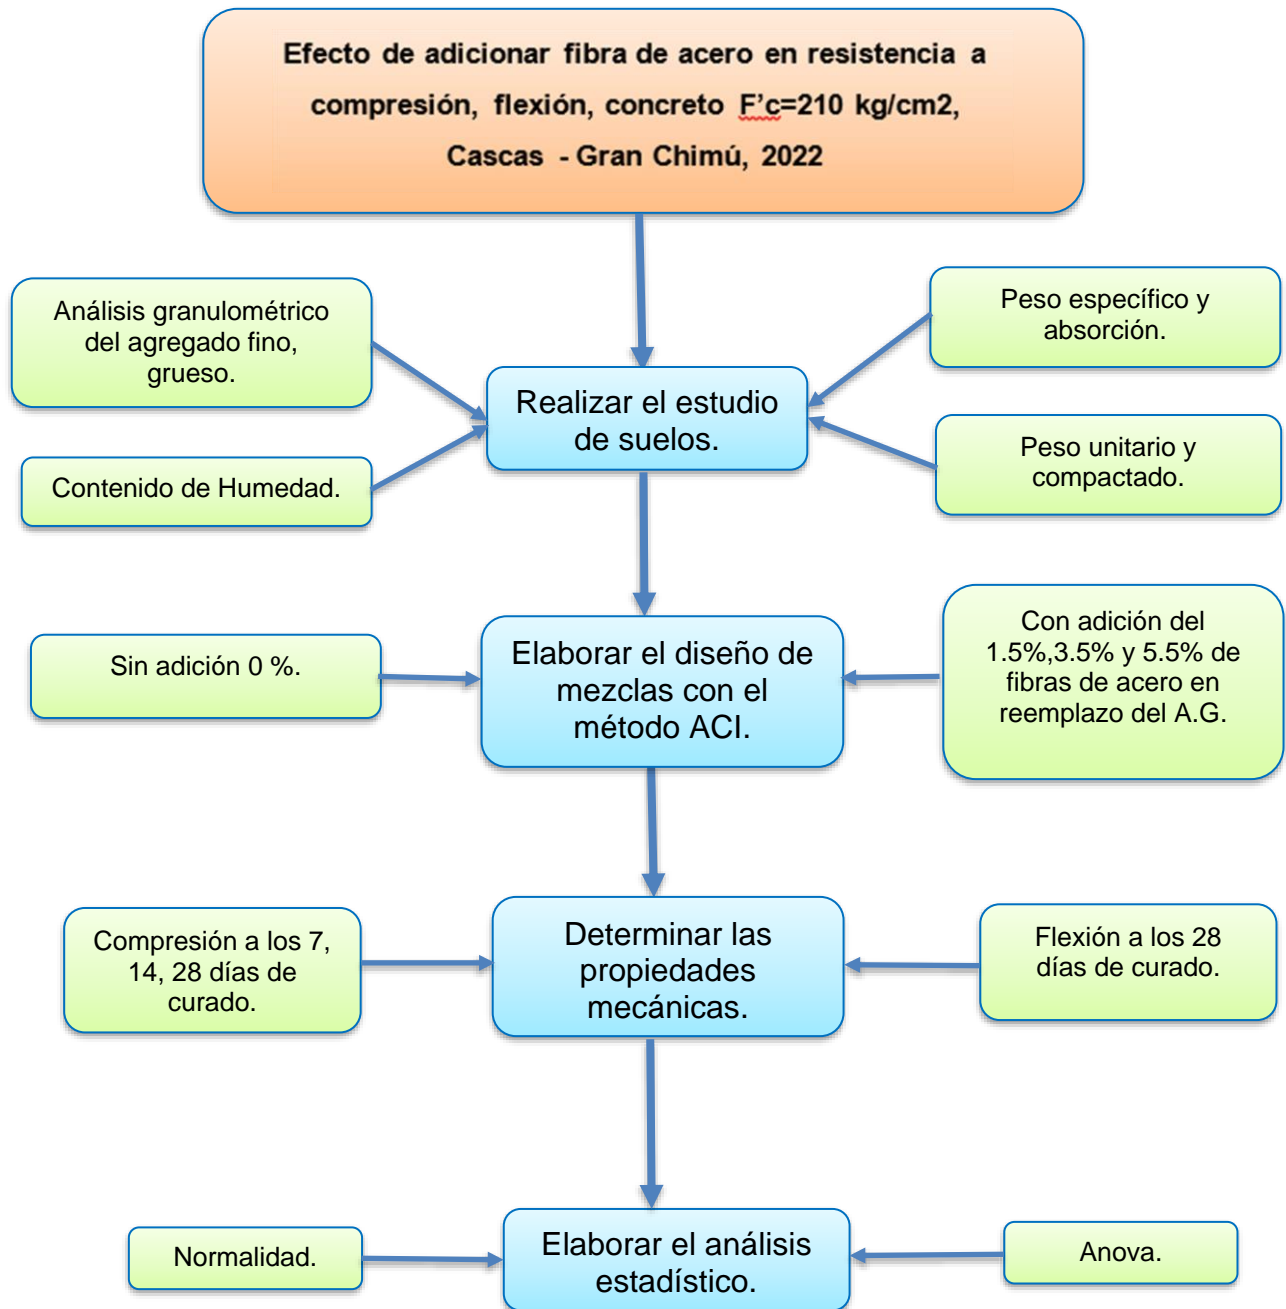 Efecto de adicionar fibra de acero en resistencia a
compresión, flexión, concreto F'c=210 kg/cm2,
Cascas - Gran Chimú, 2022
Análisis granulométrico
del agregado fino,
grueso.
Peso específico y
absorción.
Realizar el estudio
de suelos.
Contenido de Humedad.
Peso unitario y
compactado.
Sin adición 0 %.
Elaborar el diseño de
mezclas con el
método ACI.
Con adición del
1.5%,3.5% y 5.5% de
fibras de acero en
reemplazo del A.G.
Compresión a los 7,
14, 28 días de
curado.
Determinar las
propiedades
mecánicas.
Flexión a los 28
días de curado.
Normalidad.
Elaborar el análisis
estadístico.
Anova.